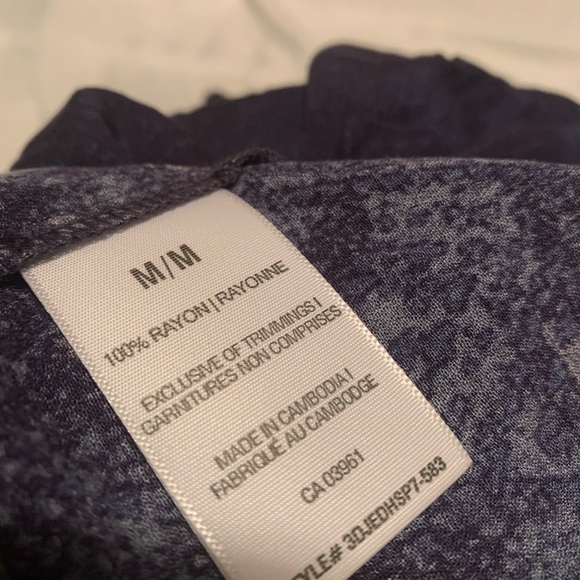 M/M
100% RAYON | RAYONNE
EXCLUSIVE OF TRIMMINGS |
GARNITURES NON COMPRISES
MADE IN CAMBODIA |
FABRIQUÉ AU CAMBODGE
CA 03961
STYLE# 3DJEDHSP7-583